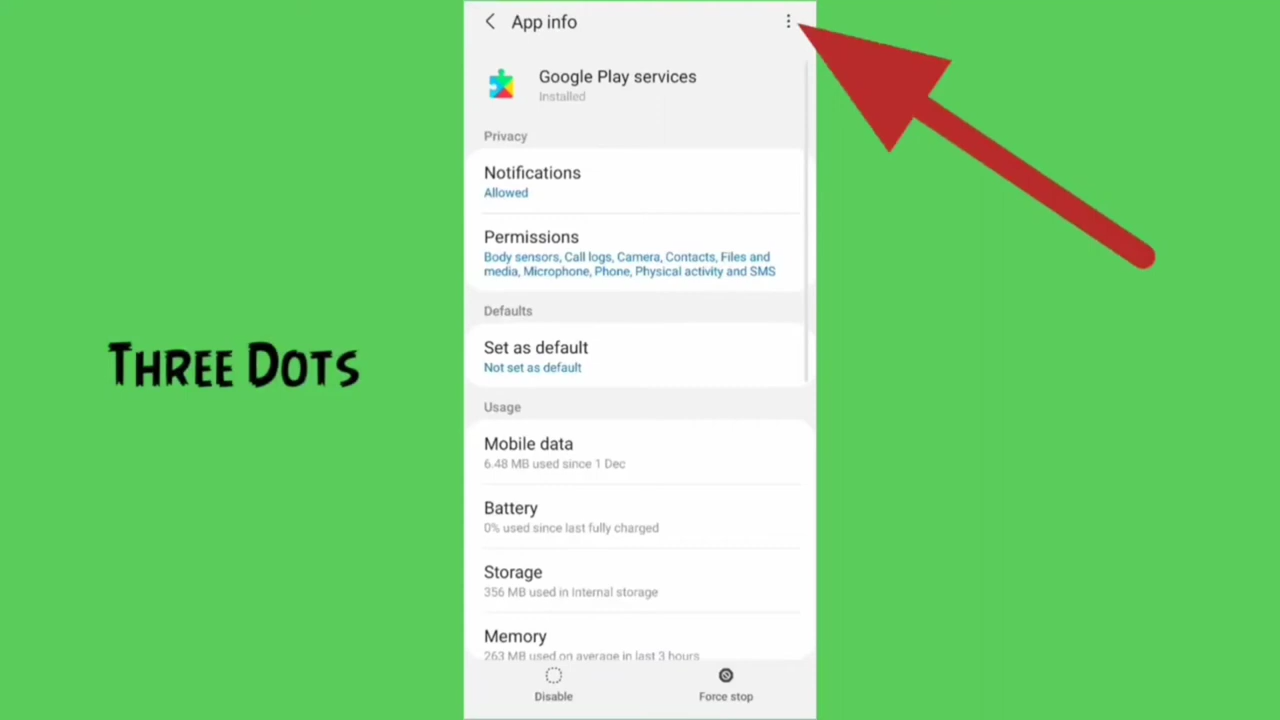 App info
Google Play services
Installed
Privacy
Notifications
Allowed
Permissions
Body sensors, Call logs, Camera, Contacts, Files and
media, Microphone, Phone, Physical activity and SMS
Defaults
Set as default
Not set as default
Usage
Mobile data
6.48 MB used since 1 Dec
Battery
0% used since last fully charged
Storage
356 MB used in Internal storage
Memory
263 MB used on average in last 3 hours
Disable
Force stop
Three Dots